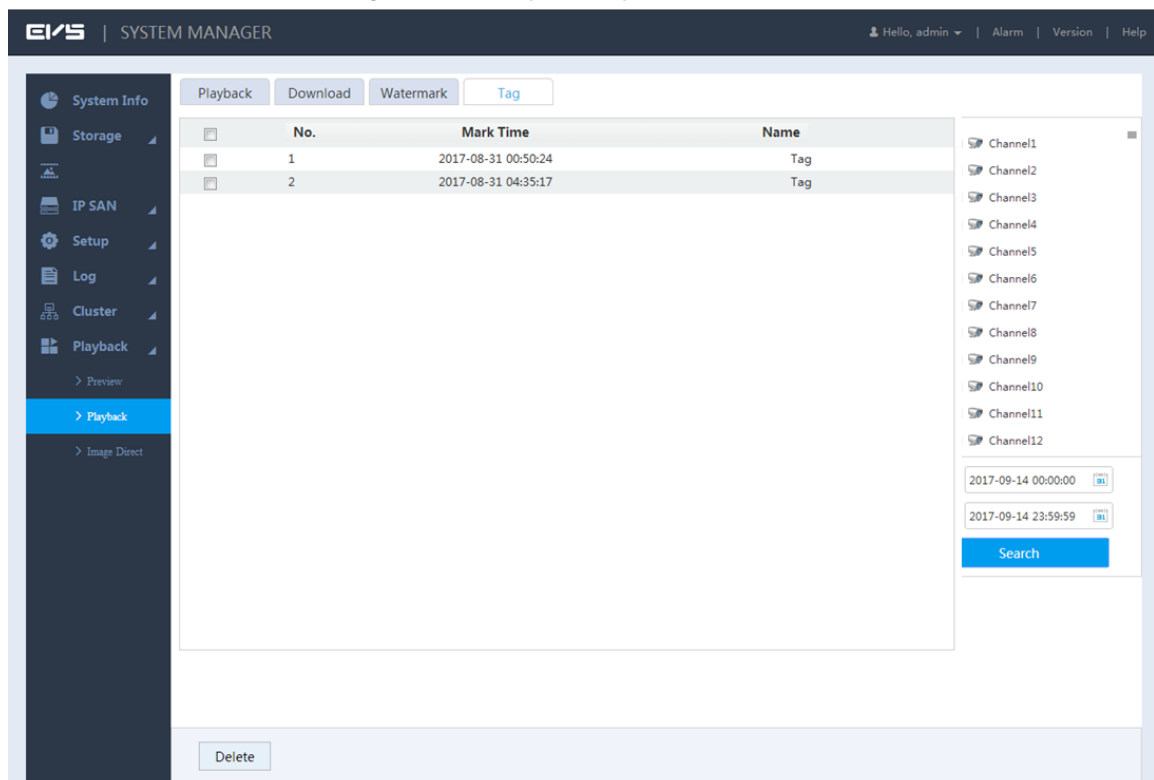 EVS | SYSTEM MANAGER
Hello, admin | Alarm | Version | Help
System Info
Storage
IP SAN
Setup
Log
Cluster
Playback
> Preview
> Playback
> Image Direct
Playback Download Watermark Tag
No. Mark Time Name
1 2017-08-31 00:50:24 Tag
2 2017-08-31 04:35:17 Tag
Channel1
Channel2
Channel3
Channel4
Channel5
Channel6
Channel7
Channel8
Channel9
Channel10
Channel11
Channel12
2017-09-14 00:00:00
2017-09-14 23:59:59
Search
Delete